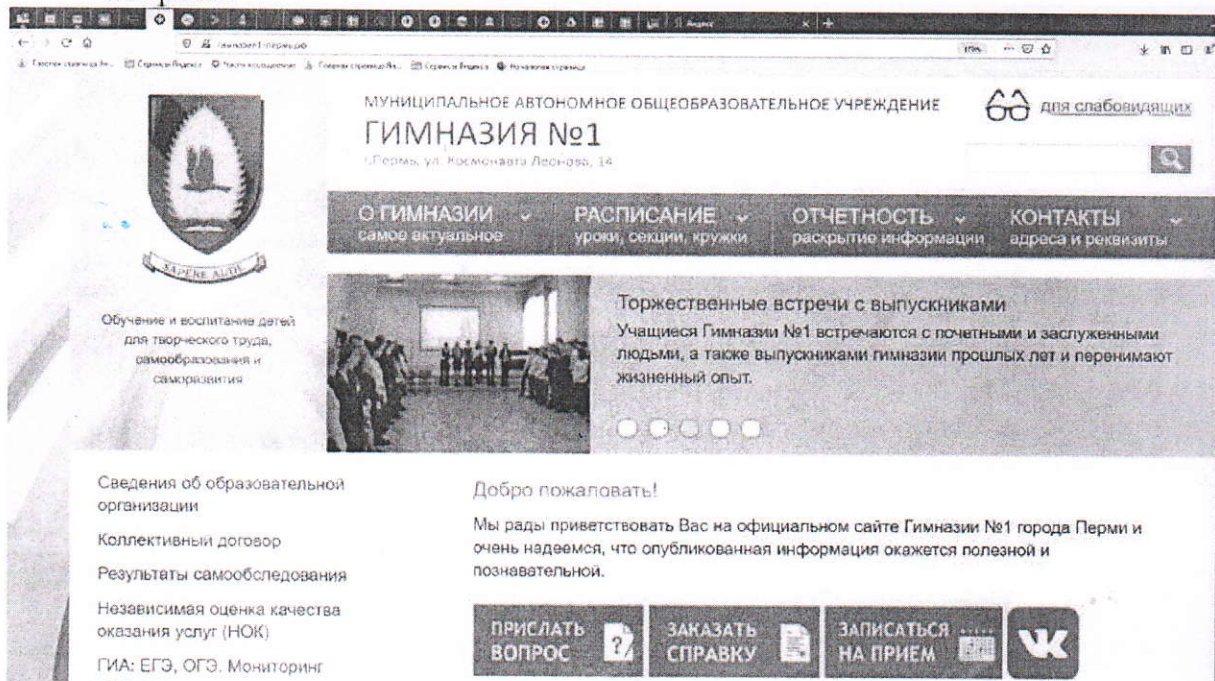 Яндекс
170%
для слабовидящих
МУНИЦИПАЛЬНОЕ АВТОНОМНОЕ ОБЩЕОБРАЗОВАТЕЛЬНОЕ УЧРЕЖДЕНИЕ
ГИМНАЗИЯ №1
г.Пермь, ул. Космонавта Леонова, 14
О ГИМНАЗИИ
самое актуальное
РАСПИСАНИЕ
уроки, секции, кружки
ОТЧЕТНОСТЬ
раскрытие информации
КОНТАКТЫ
адреса и реквизиты
SAPERE AUDE
Обучение и воспитание детей
для творческого труда,
самообразования и
саморазвития
Торжественные встречи с выпускниками
Учащиеся Гимназии №1 встречаются с почетными и заслуженными
людьми, а также выпускниками гимназии прошлых лет и перенимают
жизненный опыт.
Сведения об образовательной
организации
Коллективный договор
Результаты самообследования
Независимая оценка качества
оказания услуг (НОК)
ГИА: ЕГЭ, ОГЭ. Мониторинг
Добро пожаловать!
Мы рады приветствовать Вас на официальном сайте Гимназии №1 города Перми и
очень надеемся, что опубликованная информация окажется полезной и
познавательной.
ПРИСЛАТЬ
ВОПРОС
ЗАКАЗАТЬ
СПРАВКУ
ЗАПИСАТЬСЯ
НА ПРИЕМ